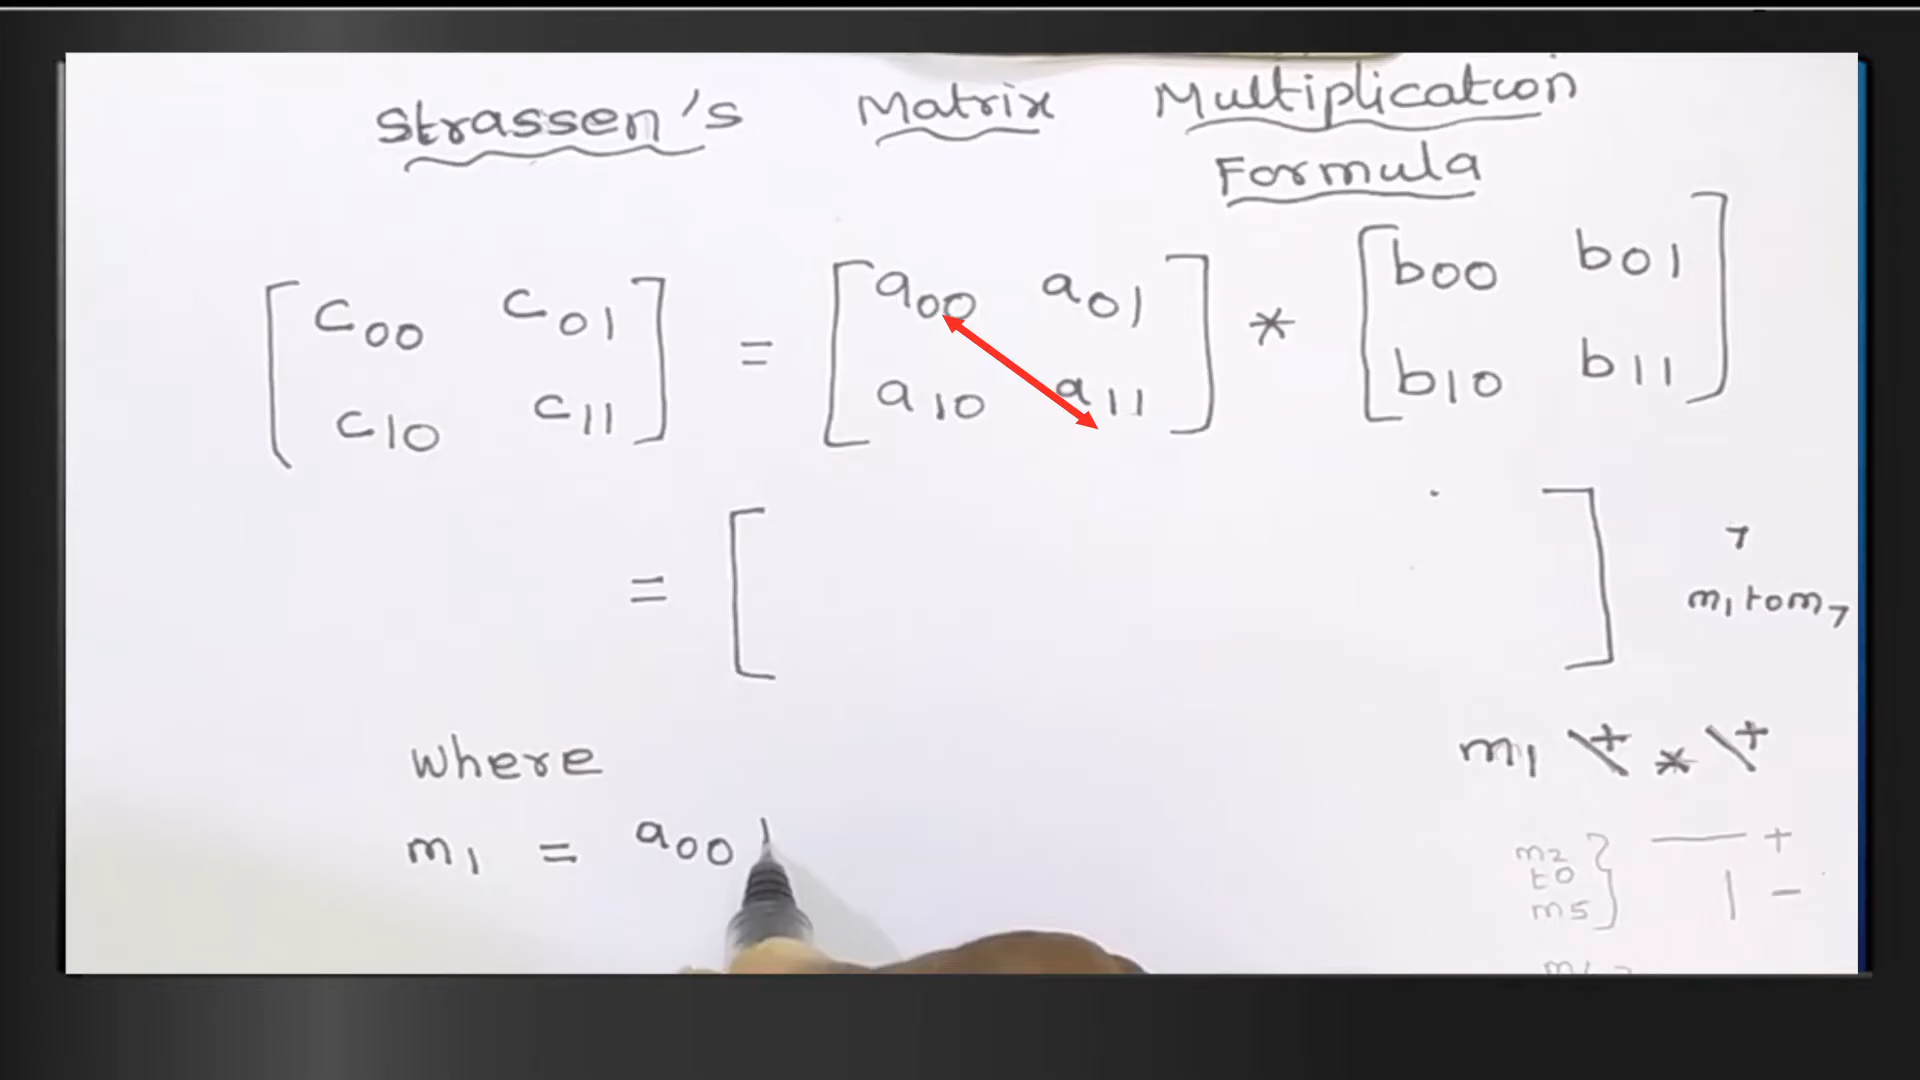 Strassen's Matrix Multiplication
Formula
[ c00 c01 ] = [ a00 a01 ] * [ b00 b01 ]
[ c10 c11 ] [ a10 a11 ] [ b10 b11 ]
= [ ] 7
m1 to m7
where
m1 \+ * \+
m1 = a00
m2 to m5 } — +
| -